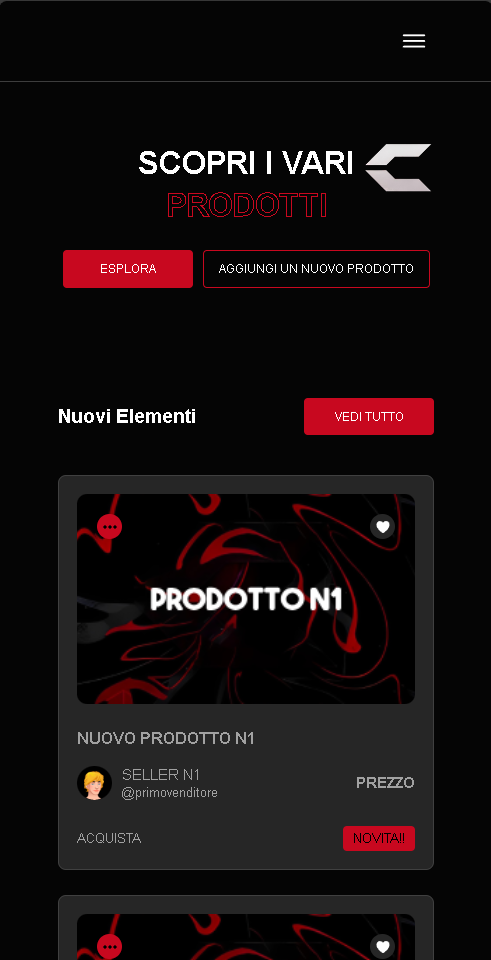 SCOPRI I VARI
PRODOTTI
ESPLORA
AGGIUNGI UN NUOVO PRODOTTO
Nuovi Elementi
VEDI TUTTO
PRODOTTO N1
NUOVO PRODOTTO N1
SELLER N1
@primovenditore
PREZZO
ACQUISTA
NOVITA!!